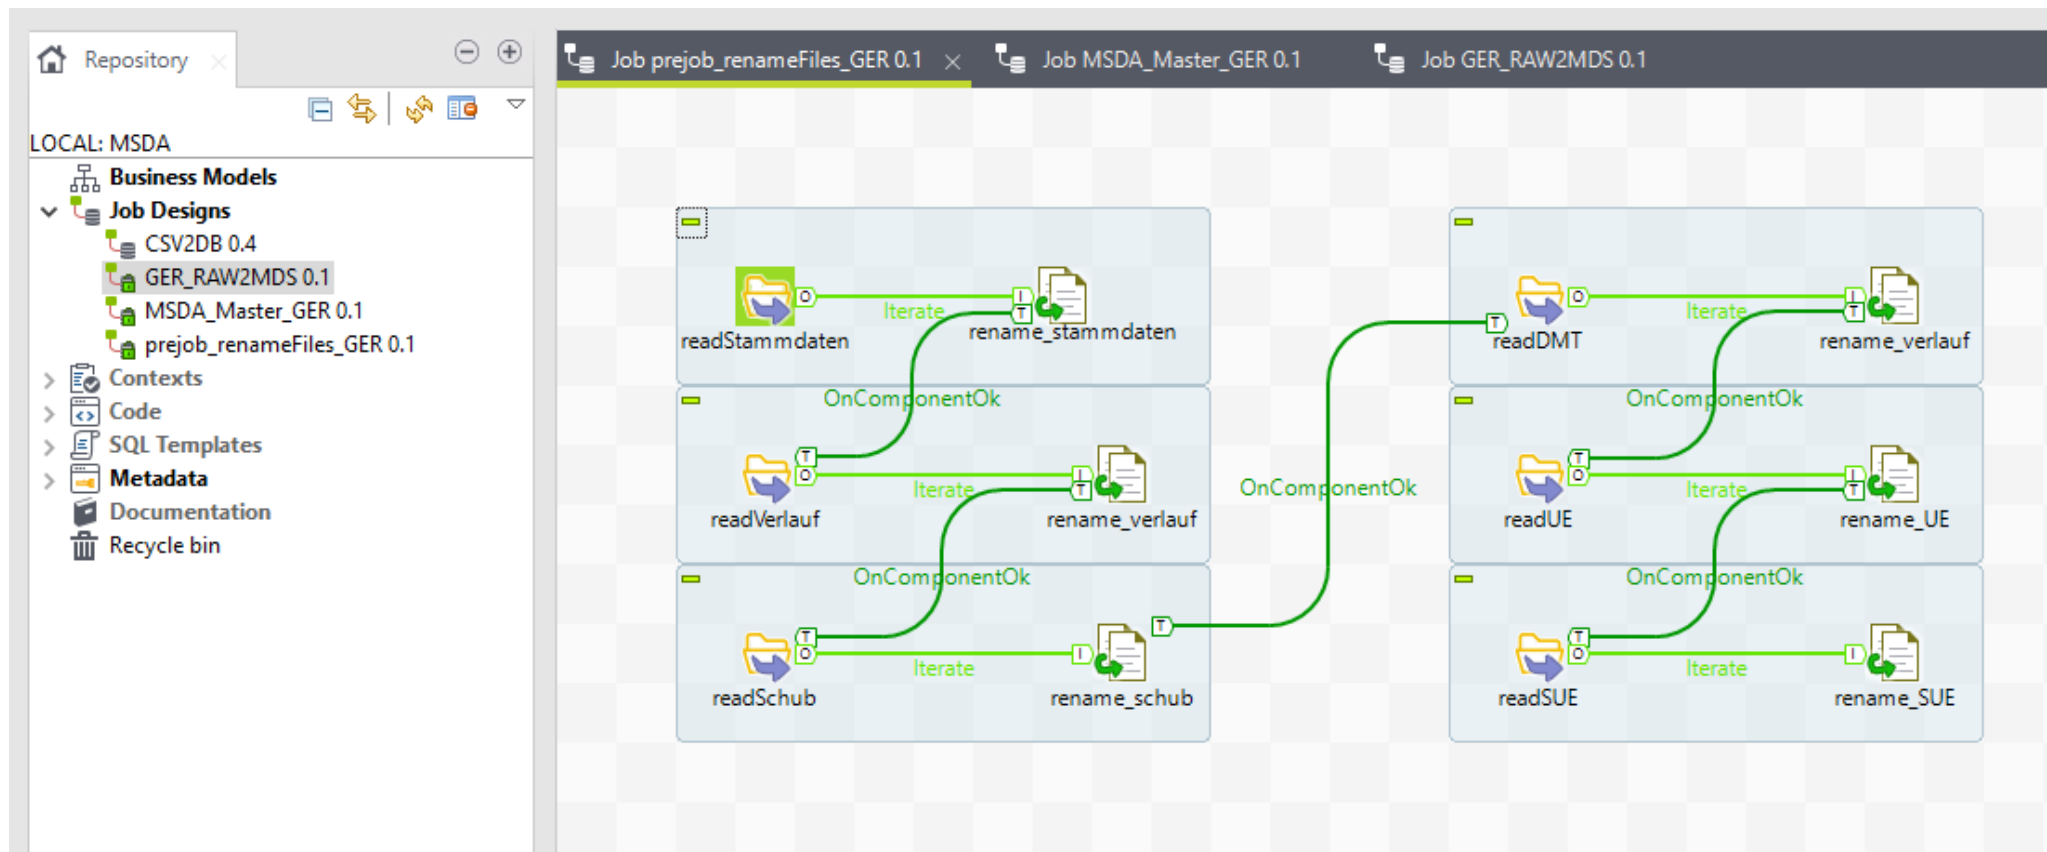 Repository
LOCAL: MSDA
Business Models
Job Designs
CSV2DB 0.4
GER_RAW2MDS 0.1
MSDA_Master_GER 0.1
prejob_renameFiles_GER 0.1
Contexts
Code
SQL Templates
Metadata
Documentation
Recycle bin
Job prejob_renameFiles_GER 0.1
Job MSDA_Master_GER 0.1
Job GER_RAW2MDS 0.1
O
Iterate
I
T
readStammdaten
rename_stammdaten
OnComponentOk
T
O
Iterate
I
T
readVerlauf
rename_verlauf
OnComponentOk
T
O
Iterate
I
T
readSchub
rename_schub
OnComponentOk
T
O
Iterate
I
T
readDMT
rename_verlauf
OnComponentOk
T
O
Iterate
I
T
readUE
rename_UE
OnComponentOk
T
O
Iterate
I
readSUE
rename_SUE